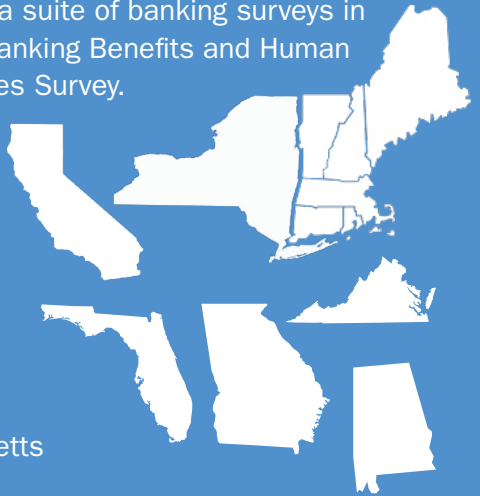 a suite of banking surveys in
anking Benefits and Human
es Survey.
etts